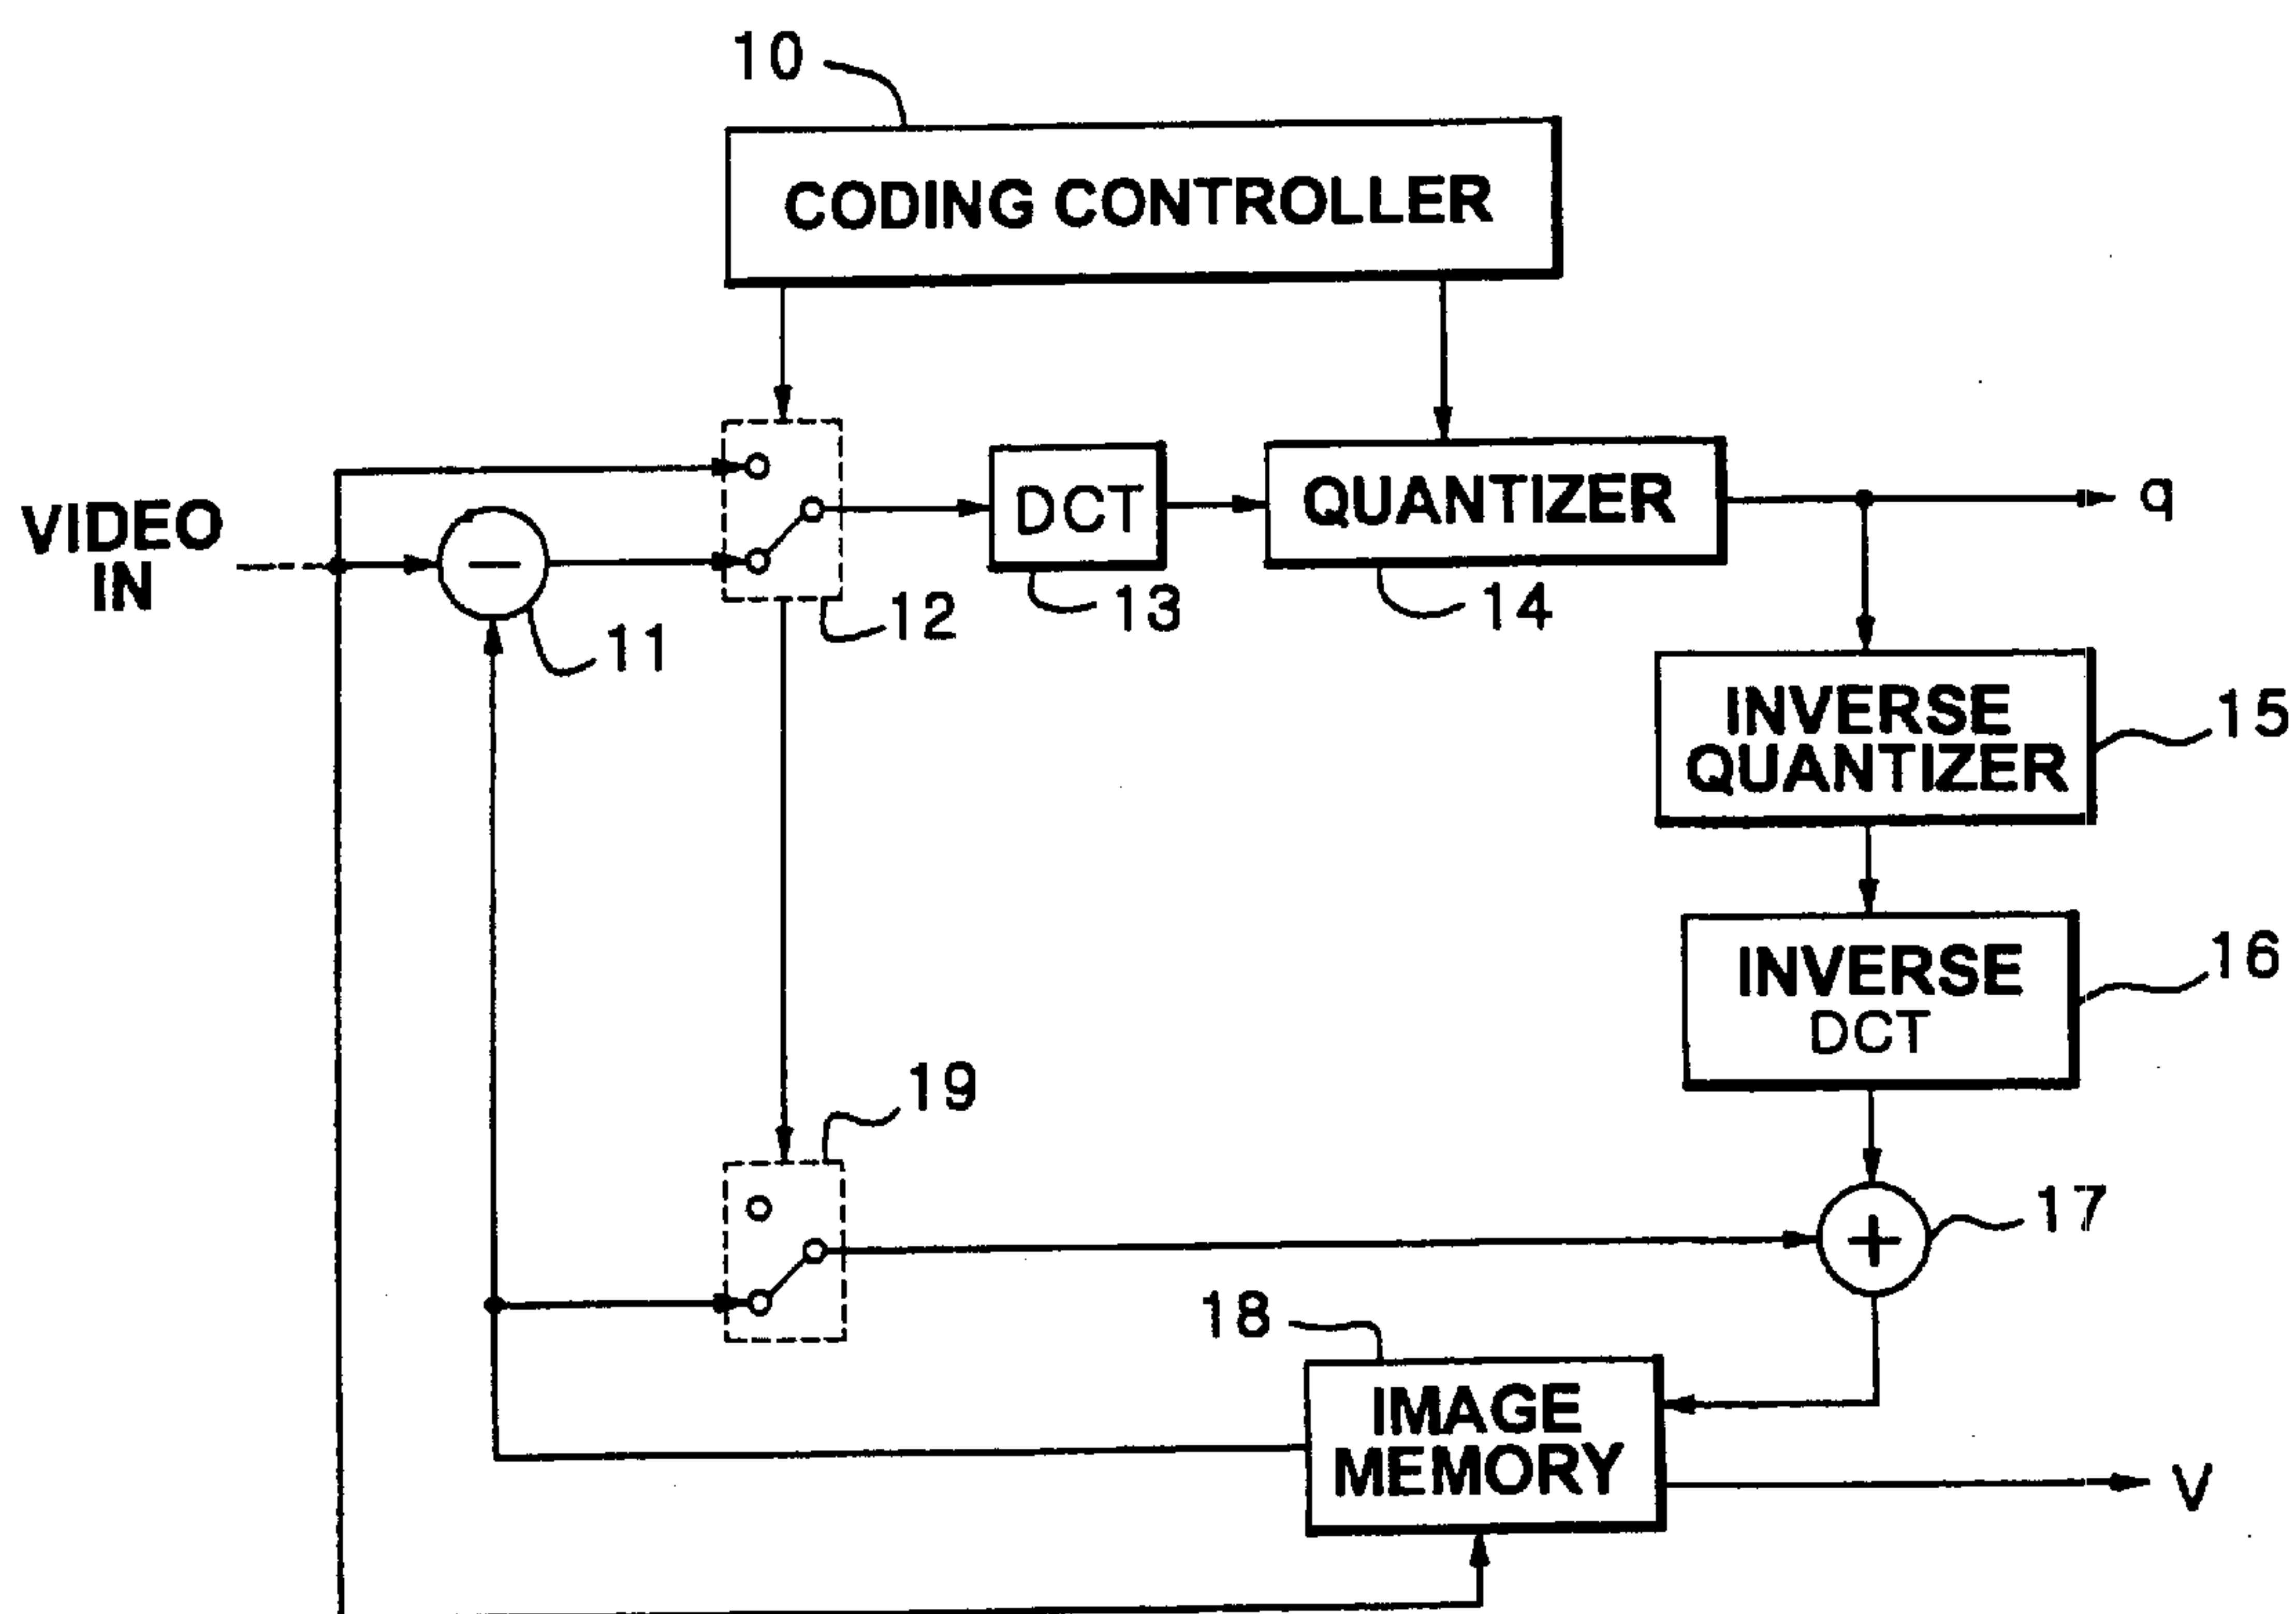 10
CODING CONTROLLER
VIDEO
IN
−
11
12
DCT
13
QUANTIZER
14
q
INVERSE
QUANTIZER
15
INVERSE
DCT
16
19
+
17
18
IMAGE
MEMORY
V